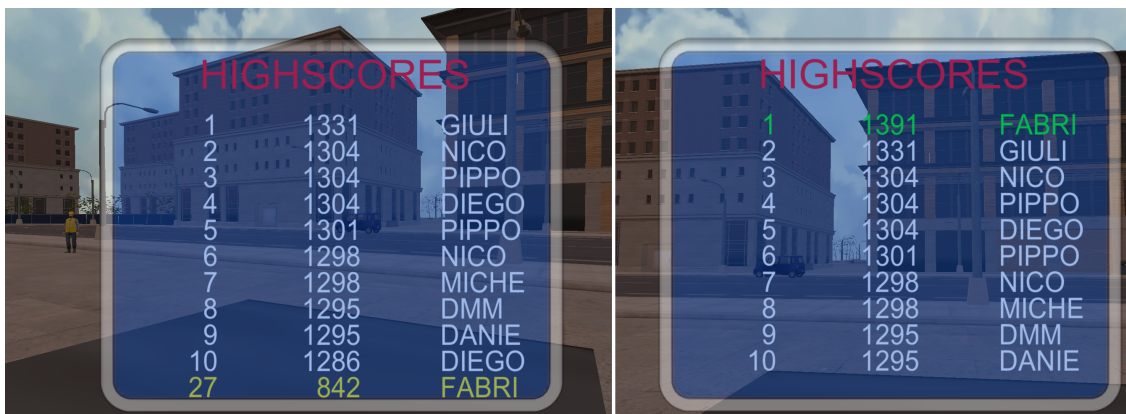 HIGHSCORES
1 1331 GIULI
2 1304 NICO
3 1304 PIPPO
4 1304 DIEGO
5 1301 PIPPO
6 1298 NICO
7 1298 MICHE
8 1295 DMM
9 1295 DANIE
10 1286 DIEGO
27 842 FABRI
HIGHSCORES
1 1391 FABRI
2 1331 GIULI
3 1304 NICO
4 1304 PIPPO
5 1304 DIEGO
6 1301 PIPPO
7 1298 NICO
8 1298 MICHE
9 1295 DMM
10 1295 DANIE